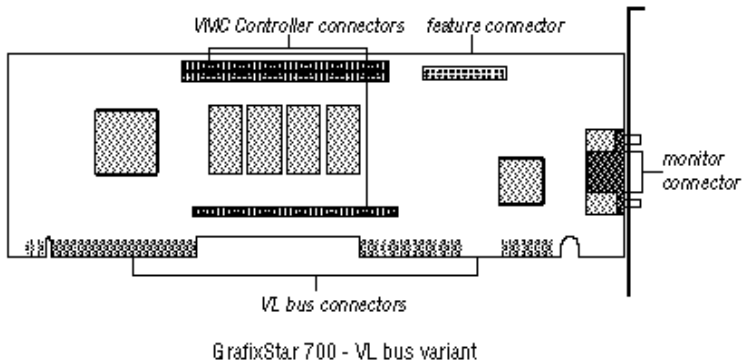 VMC Controller connectors
feature connector
monitor
connector
VL bus connectors
GrafixStar 700 - VL bus variant